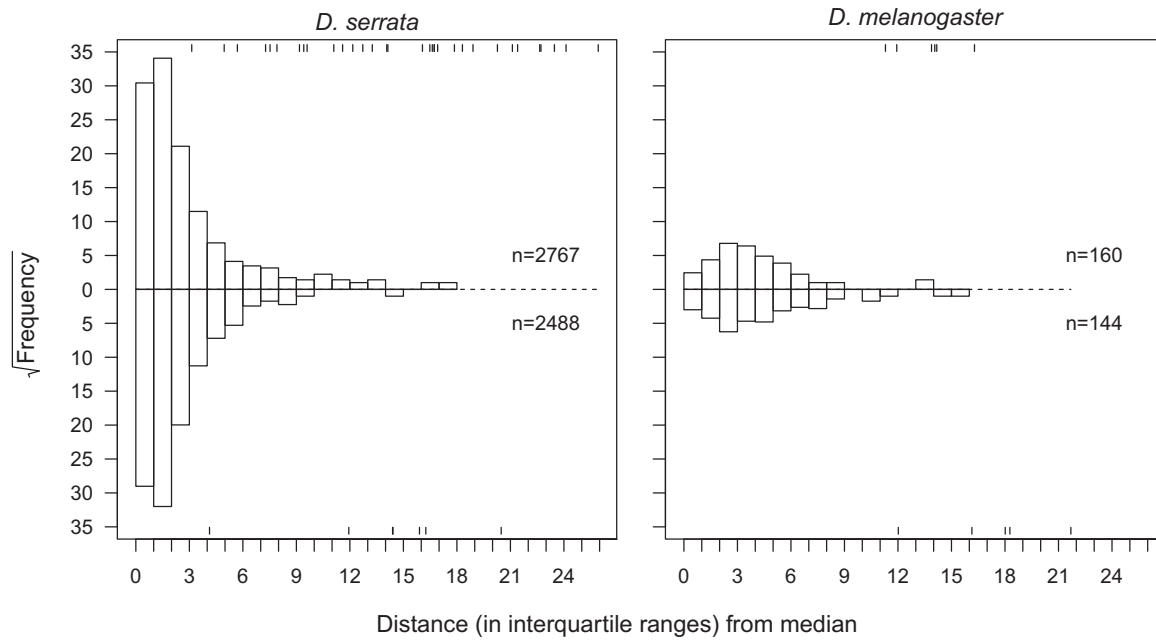 D. serrata
D. melanogaster
35
30
25
20
15
10
5
0
5
10
15
20
25
30
35
√Frequency
n=2767
n=2488
n=160
n=144
0 3 6 9 12 15 18 21 24
0 3 6 9 12 15 18 21 24
Distance (in interquartile ranges) from median